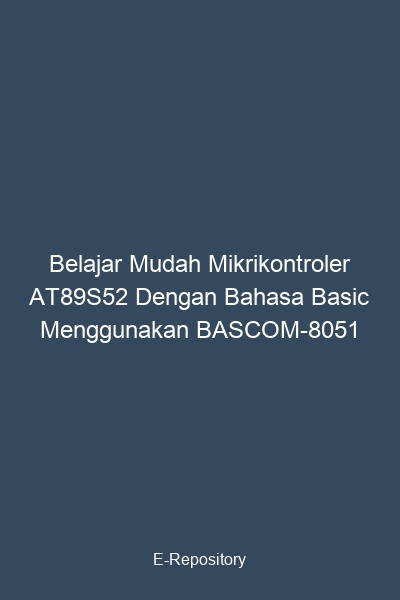 Belajar Mudah Mikrikontroler
AT89S52 Dengan Bahasa Basic
Menggunakan BASCOM-8051
E-Repository